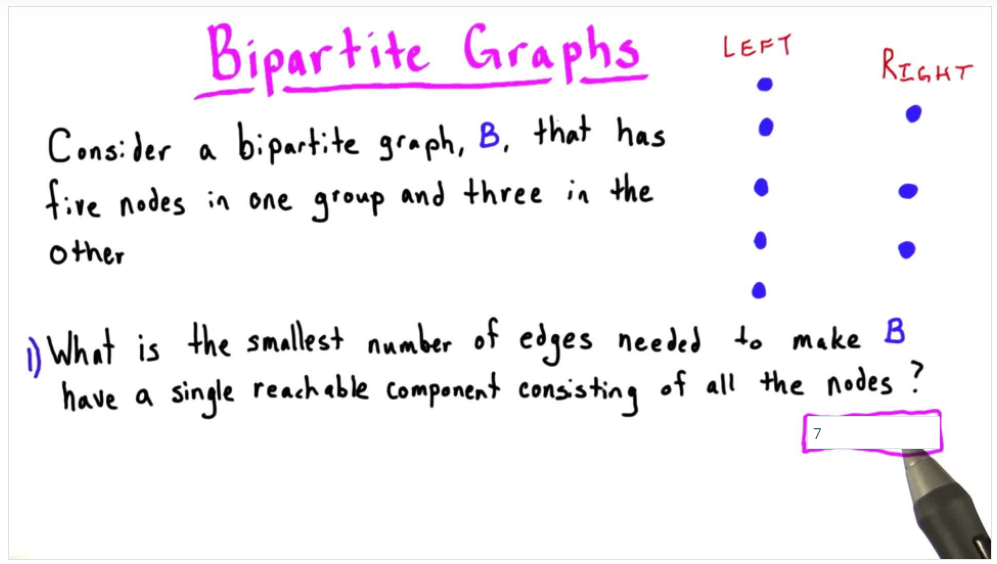 Bipartite Graphs
LEFT
RIGHT
Consider a bipartite graph, B, that has
five nodes in one group and three in the
other
1) What is the smallest number of edges needed to make B
have a single reachable component consisting of all the nodes?
7